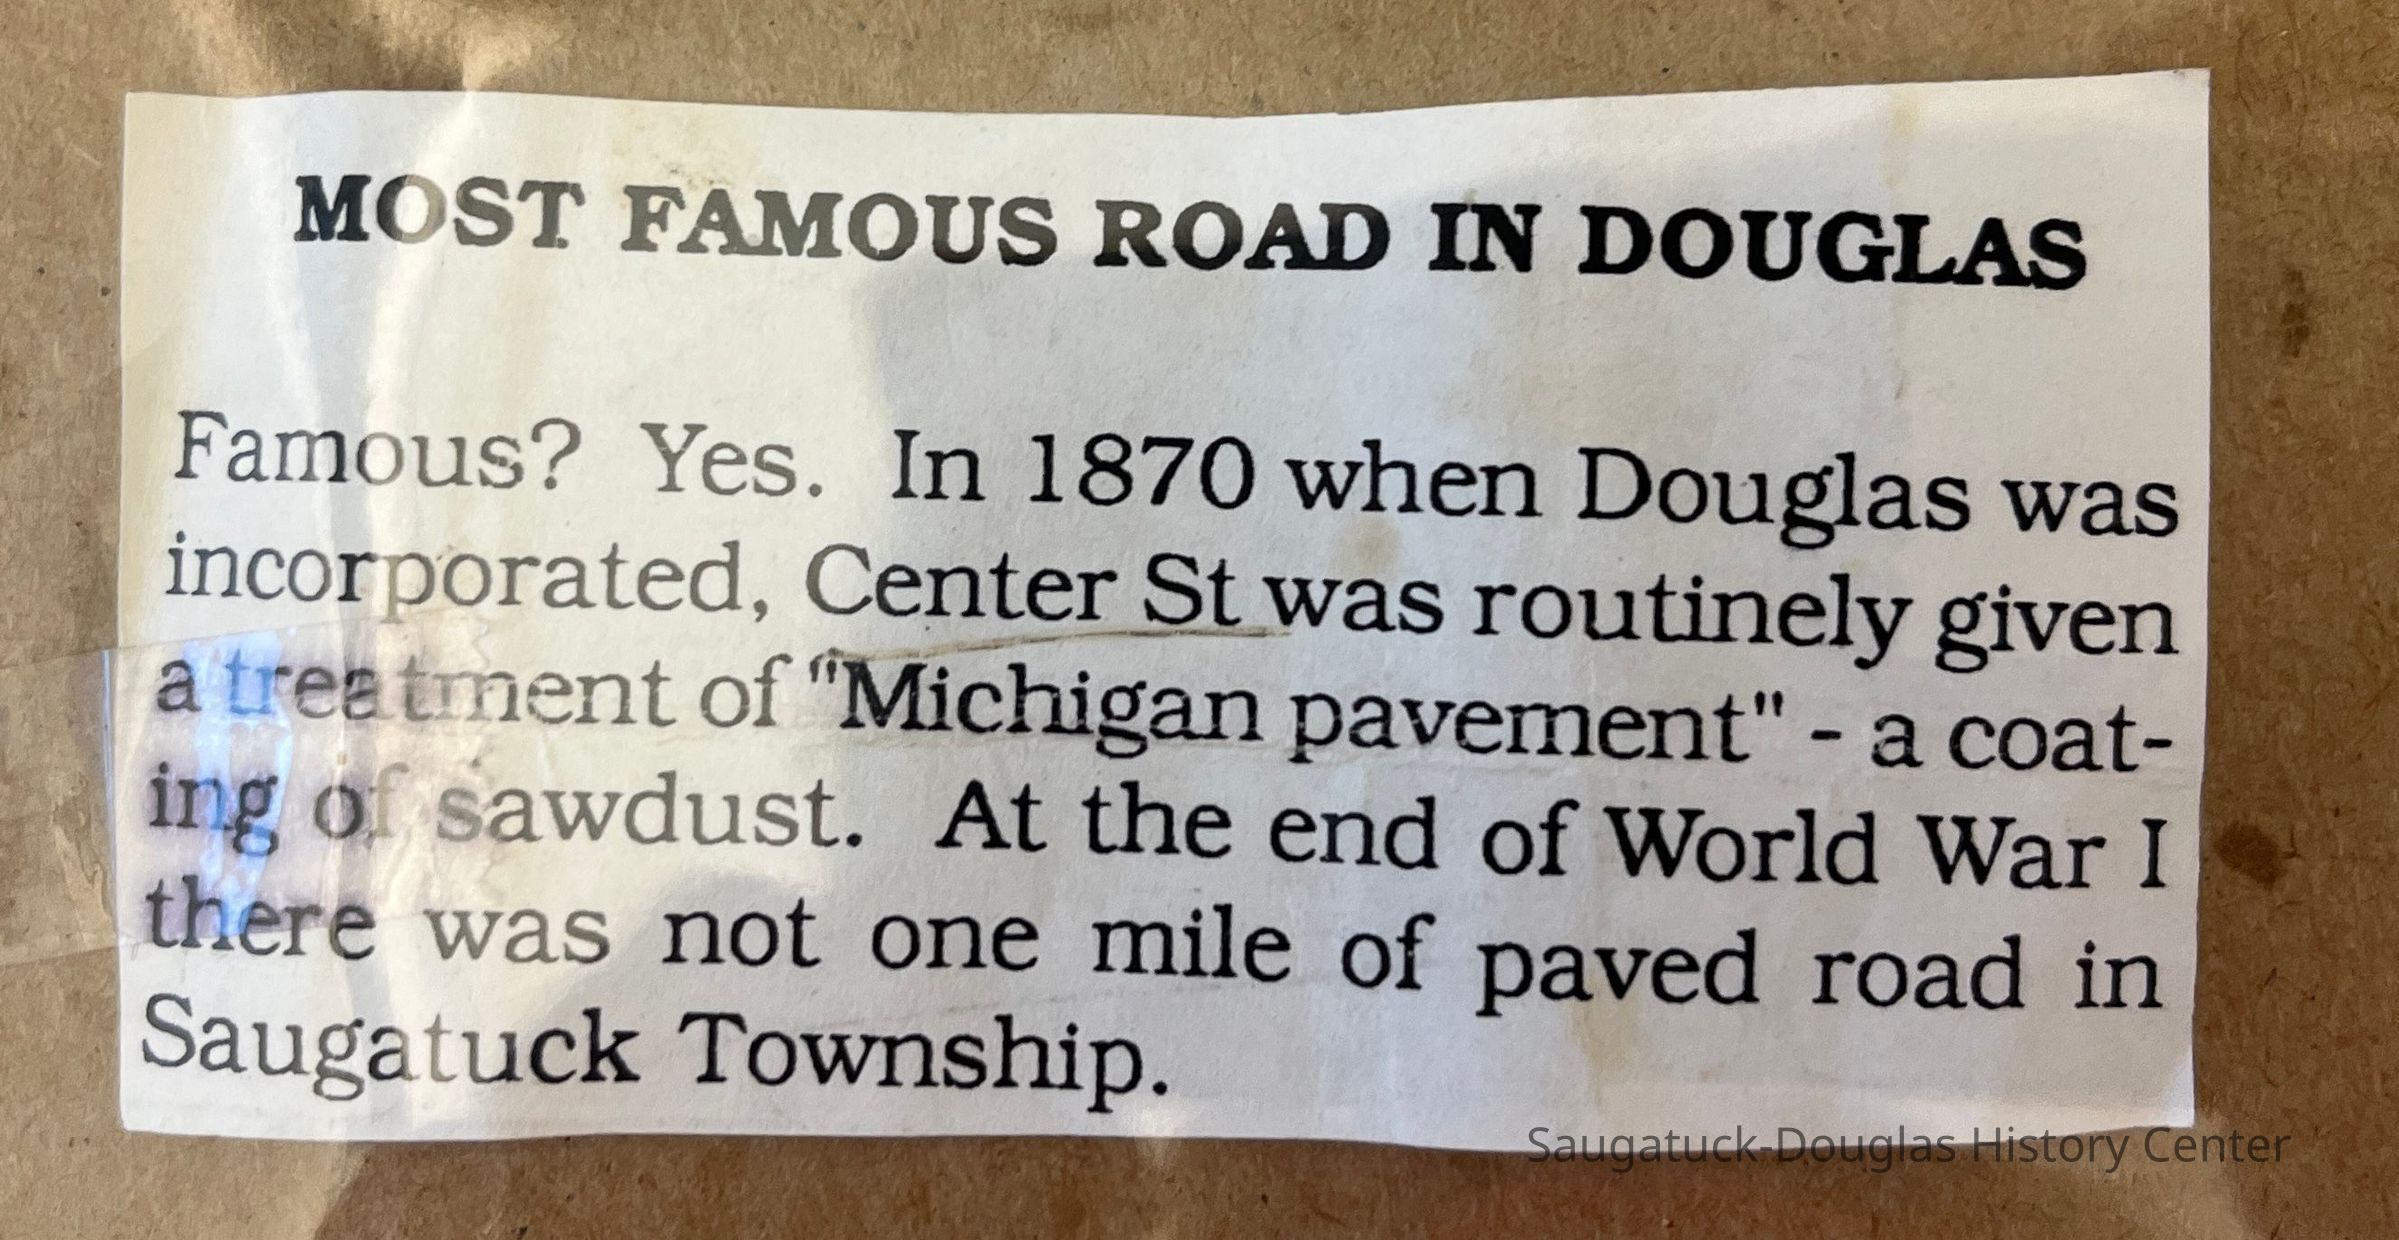 MOST FAMOUS ROAD IN DOUGLAS
Famous? Yes. In 1870 when Douglas was
incorporated, Center St was routinely given
a treatment of "Michigan pavement" - a coat-
ing of sawdust. At the end of World War I
there was not one mile of paved road in
Saugatuck Township.
Saugatuck-Douglas History Center